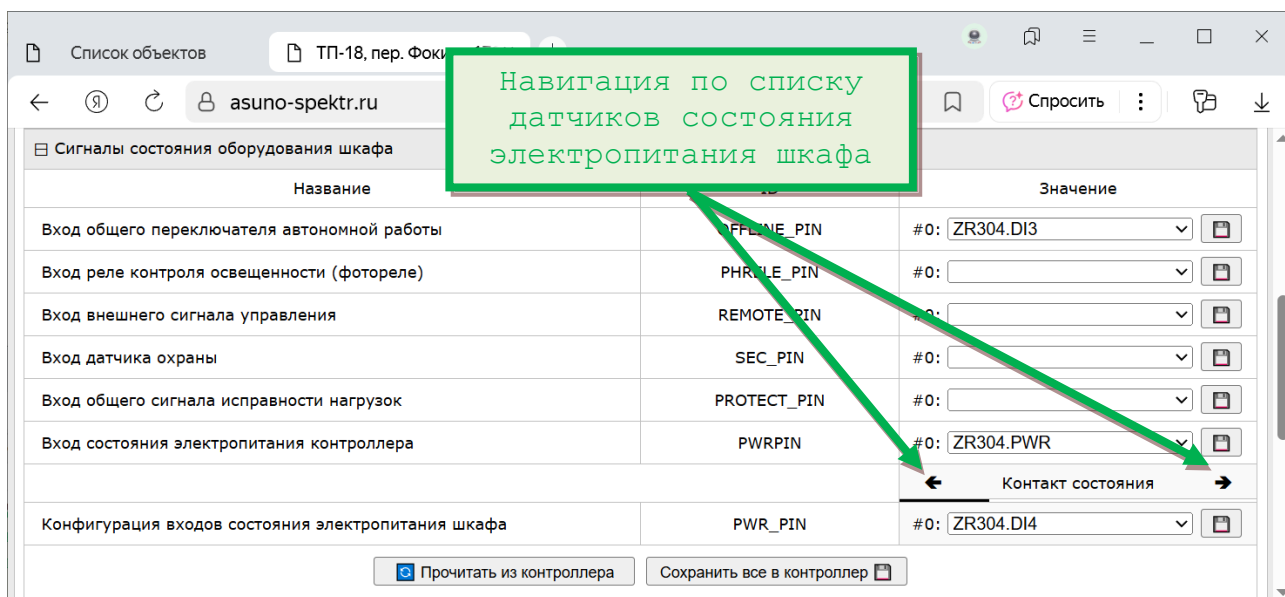 Список объектов
ТП-18, пер. Фоки
Навигация по списку
датчиков состояния
электропитания шкафа
asuno-spektr.ru
Спросить
Сигналы состояния оборудования шкафа
Название ID Значение
Вход общего переключателя автономной работы OFFLINE_PIN #0: ZR304.DI3
Вход реле контроля освещенности (фотореле) PHRELE_PIN #0:
Вход внешнего сигнала управления REMOTE_PIN #0:
Вход датчика охраны SEC_PIN #0:
Вход общего сигнала исправности нагрузок PROTECT_PIN #0:
Вход состояния электропитания контроллера PWRPIN #0: ZR304.PWR
Контакт состояния
Конфигурация входов состояния электропитания шкафа PWR_PIN #0: ZR304.DI4
Прочитать из контроллера Сохранить все в контроллер